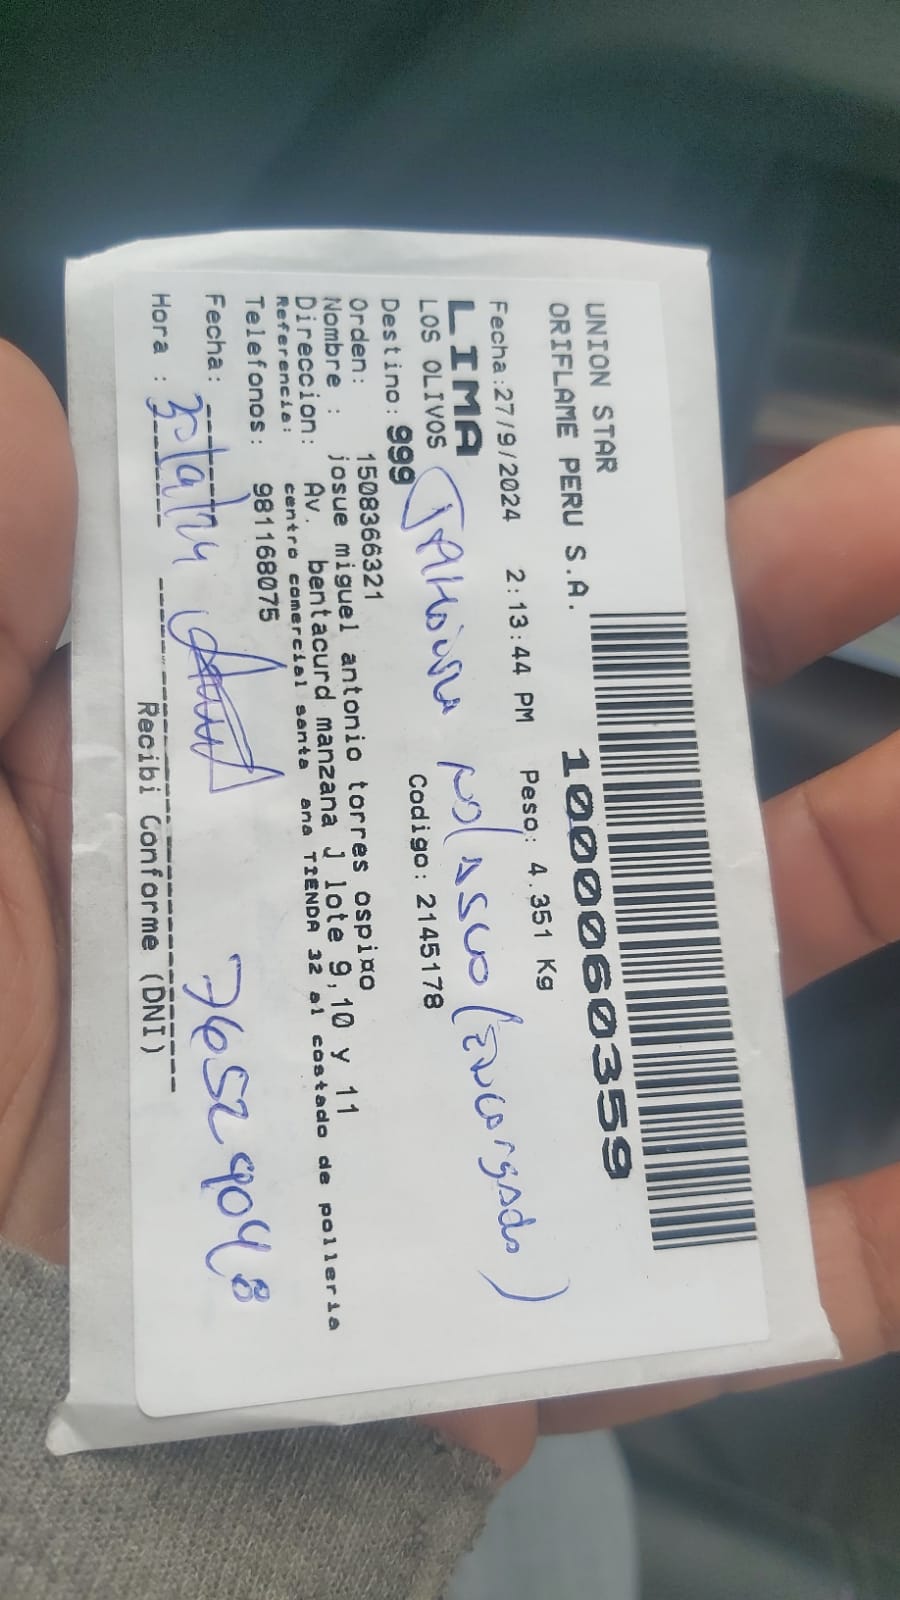 UNION STAR
ORIFLAME PERU S.A.
1000060359
Fecha:27/9/2024 2:13:44 PM Peso: 4.351 Kg
LIMA
LOS OLIVOS
(Encargado)
Destino: 999 Codigo: 2145178
Orden: 1508366321
Nombre : josue miguel antonio torres ospino
Direccion: Av. bentacurd manzana J lote 9,10 y 11
Referencia: centro comercial santa ana TIENDA 32 al costado de polleria
Telefonos: 981168075
Fecha:
76529048
Hora :
Recibi Conforme (DNI)